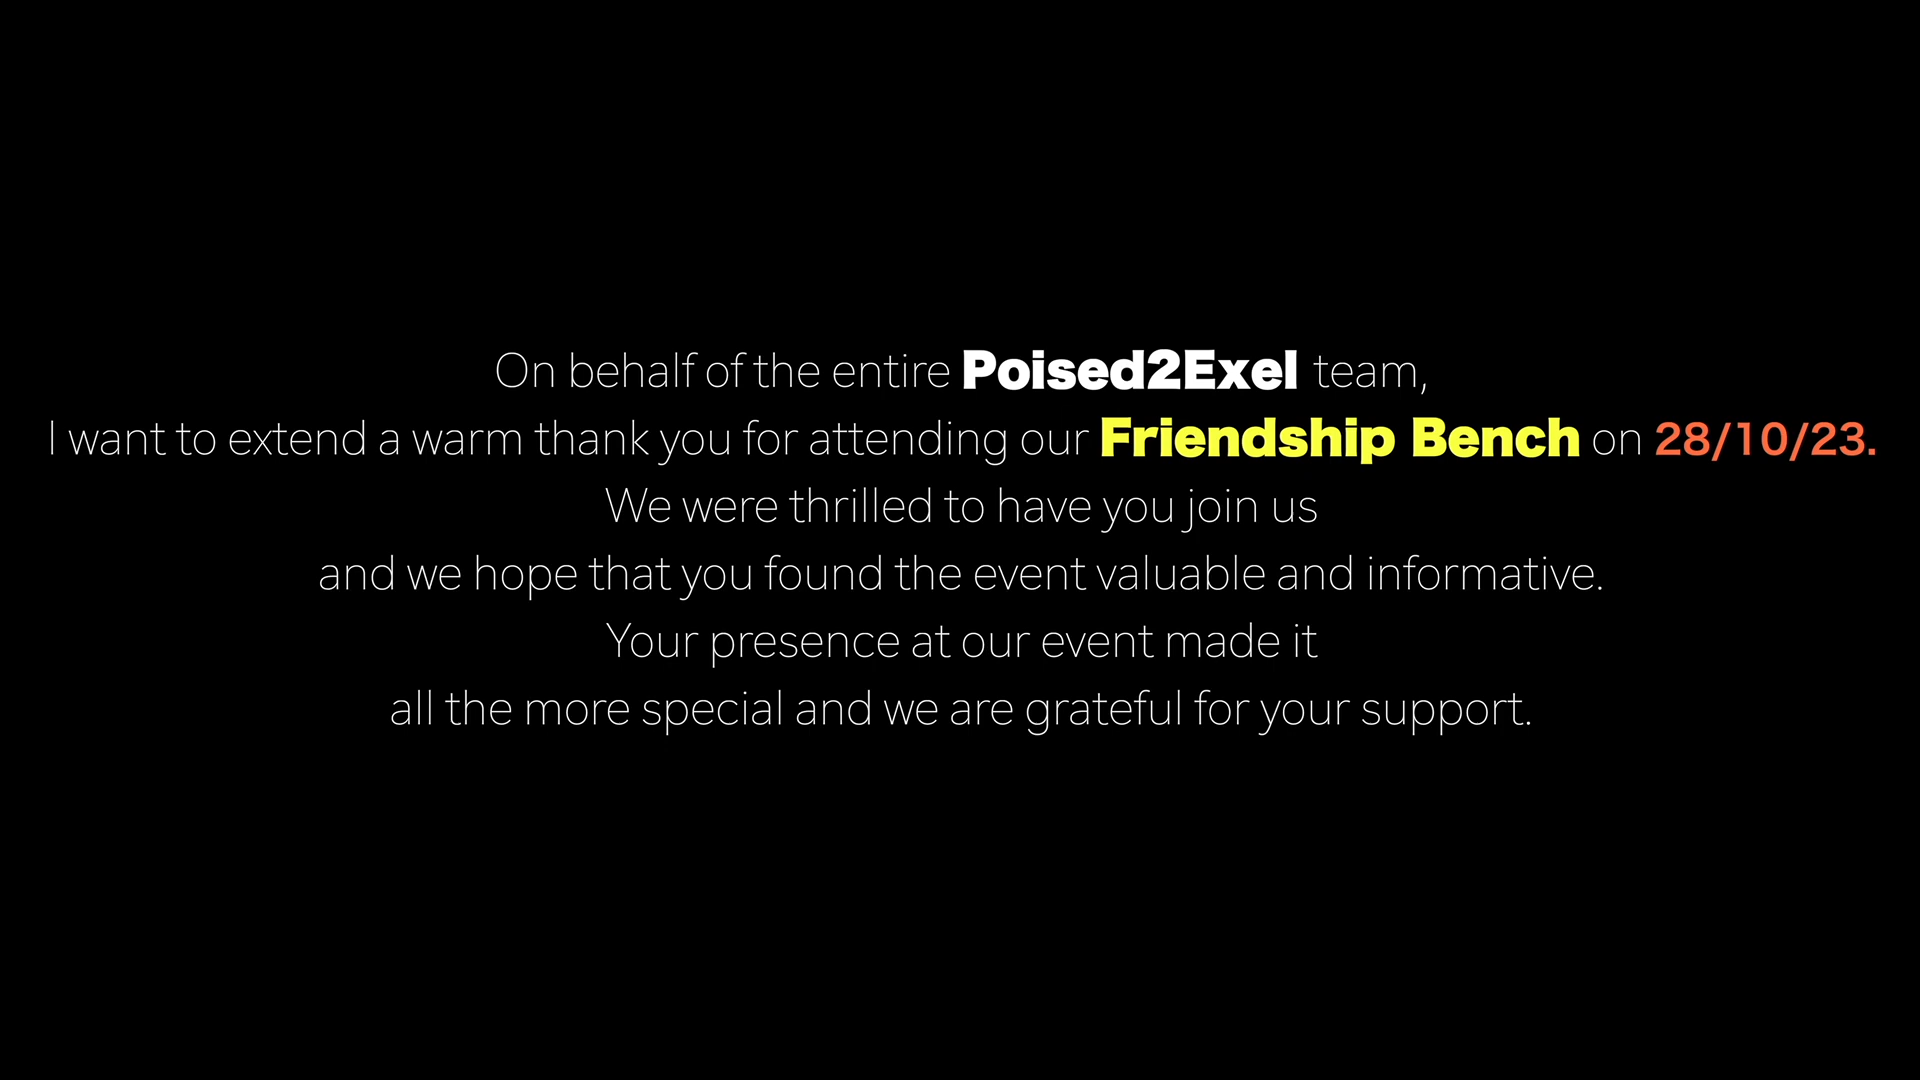 On behalf of the entire Poised2Exel team,
I want to extend a warm thank you for attending our Friendship Bench on 28/10/23.
We were thrilled to have you join us
and we hope that you found the event valuable and informative.
Your presence at our event made it
all the more special and we are grateful for your support.